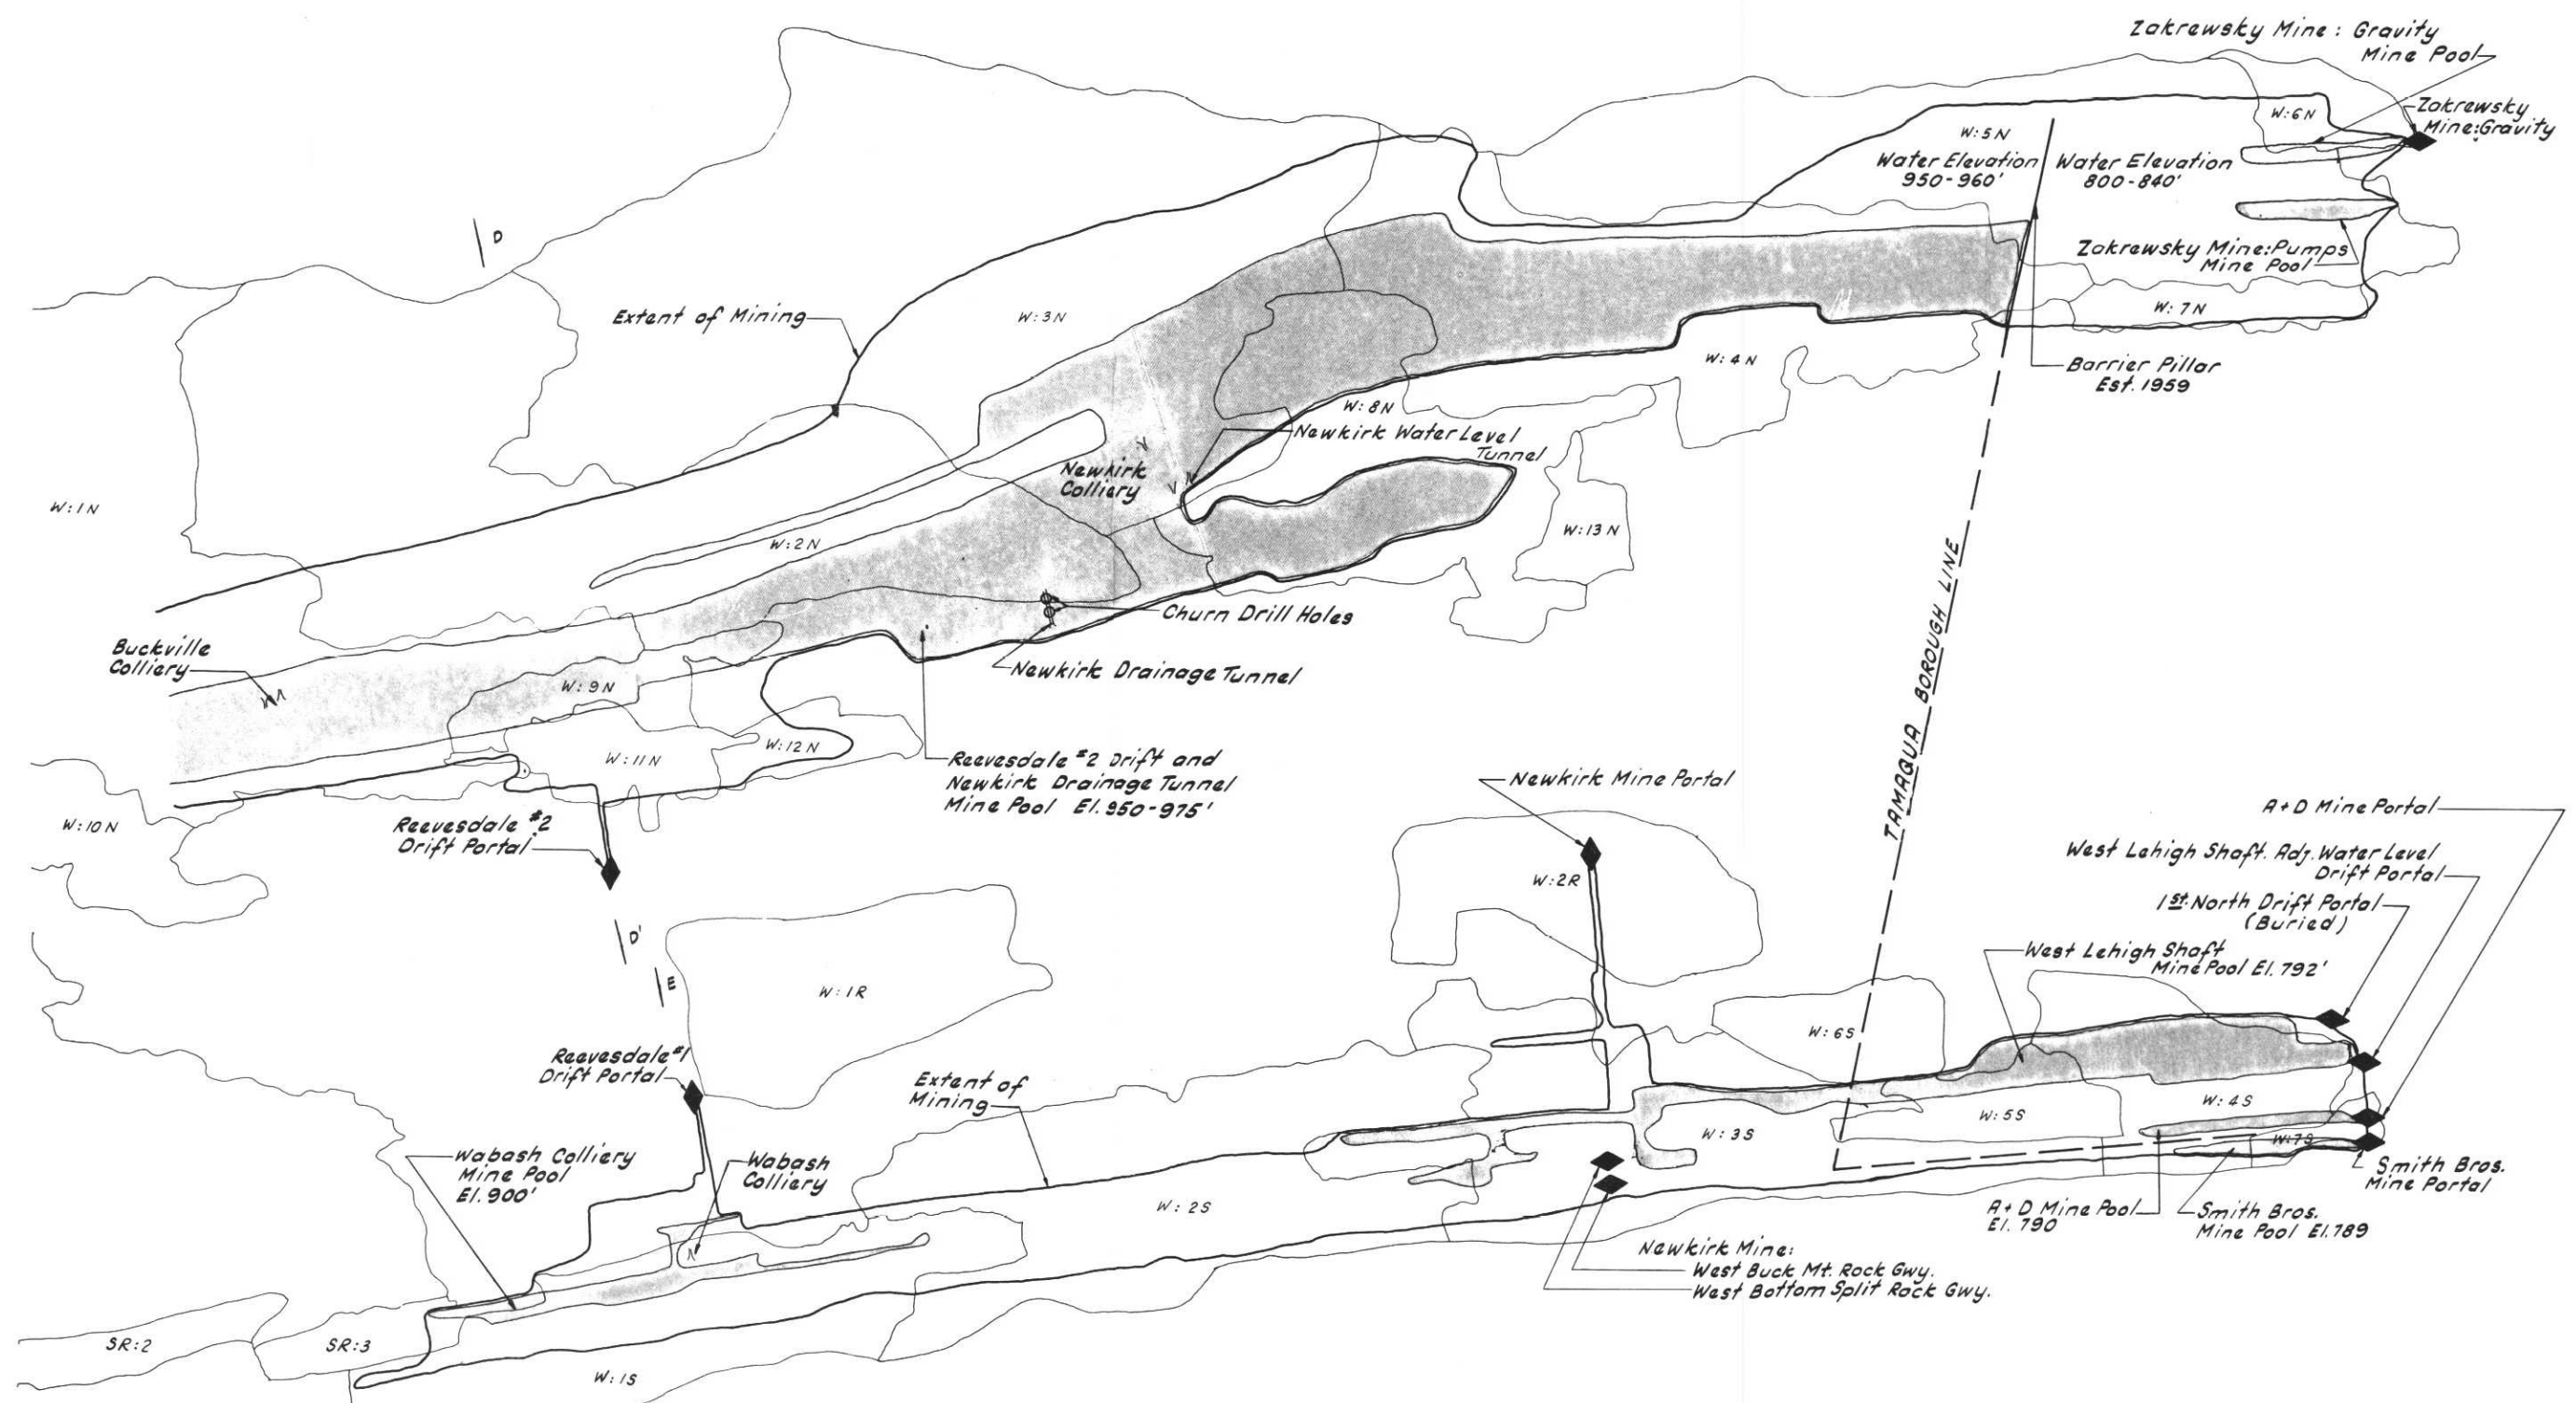 Zakrewsky Mine: Gravity
Mine Pool
Zakrewsky
Mine:Gravity
W:6N
W:5N
Water Elevation
950-960'
Water Elevation
800-840'
Zakrewsky Mine:Pumps
Mine Pool
W:7N
Barrier Pillar
Est. 1959
D
Extent of Mining
W:3N
W:4N
W:8N
Newkirk Water Level
Tunnel
Newkirk
Colliery
W:1N
W:2N
W:13N
Churn Drill Holes
Newkirk Drainage Tunnel
Buckville
Colliery
W:9N
W:12N
W:11N
Reevesdale #2 Drift and
Newkirk Drainage Tunnel
Mine Pool El. 950-975'
TAMAQUA BOROUGH LINE
W:10N
Reevesdale #2
Drift Portal
Newkirk Mine Portal
A+D Mine Portal
West Lehigh Shaft. Adj. Water Level
Drift Portal
1st. North Drift Portal
(Buried)
West Lehigh Shaft
Mine Pool El. 792'
W:2R
D'
E
W:1R
W:6S
Reevesdale #1
Drift Portal
Extent of
Mining
W:5S
W:4S
W:3S
W:7S
Wabash Colliery
Mine Pool
El. 900'
Wabash
Colliery
Smith Bros.
Mine Portal
W:2S
A+D Mine Pool
El. 790
Smith Bros.
Mine Pool El. 789
Newkirk Mine:
West Buck Mt. Rock Gwy.
West Bottom Split Rock Gwy.
SR:2
SR:3
W:1S